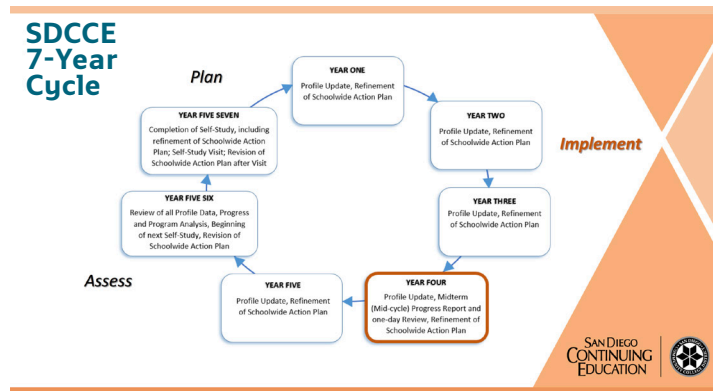 SDCCE
7-Year
Cycle
Plan
YEAR ONE
Profile Update, Refinement
of Schoolwide Action Plan
YEAR TWO
Profile Update, Refinement
of Schoolwide Action Plan
Implement
YEAR THREE
Profile Update, Refinement
of Schoolwide Action Plan
YEAR FOUR
Profile Update, Midterm
(Mid-cycle) Progress Report and
one-day Review, Refinement of
Schoolwide Action Plan
YEAR FIVE
Profile Update, Refinement
of Schoolwide Action Plan
Assess
YEAR FIVE SIX
Review of all Profile Data, Progress
and Program Analysis, Beginning
of next Self-Study, Revision of
Schoolwide Action Plan
YEAR FIVE SEVEN
Completion of Self-Study, including
refinement of Schoolwide Action
Plan; Self-Study Visit; Revision of
Schoolwide Action Plan after Visit
SAN DIEGO
CONTINUING
EDUCATION